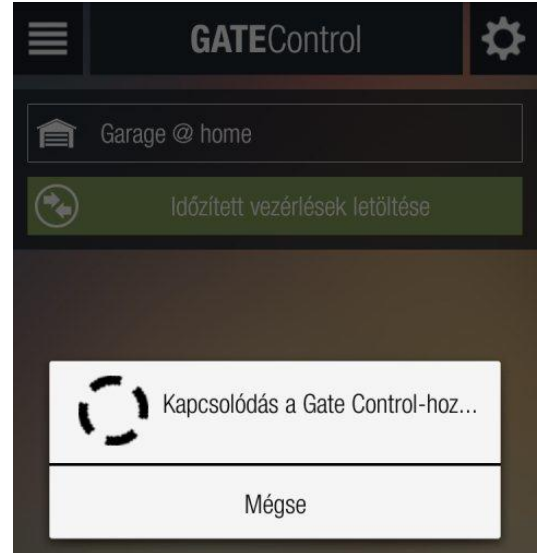 GATEControl
Garage @ home
Időzített vezérlések letöltése
Kapcsolódás a Gate Control-hoz...
Mégse